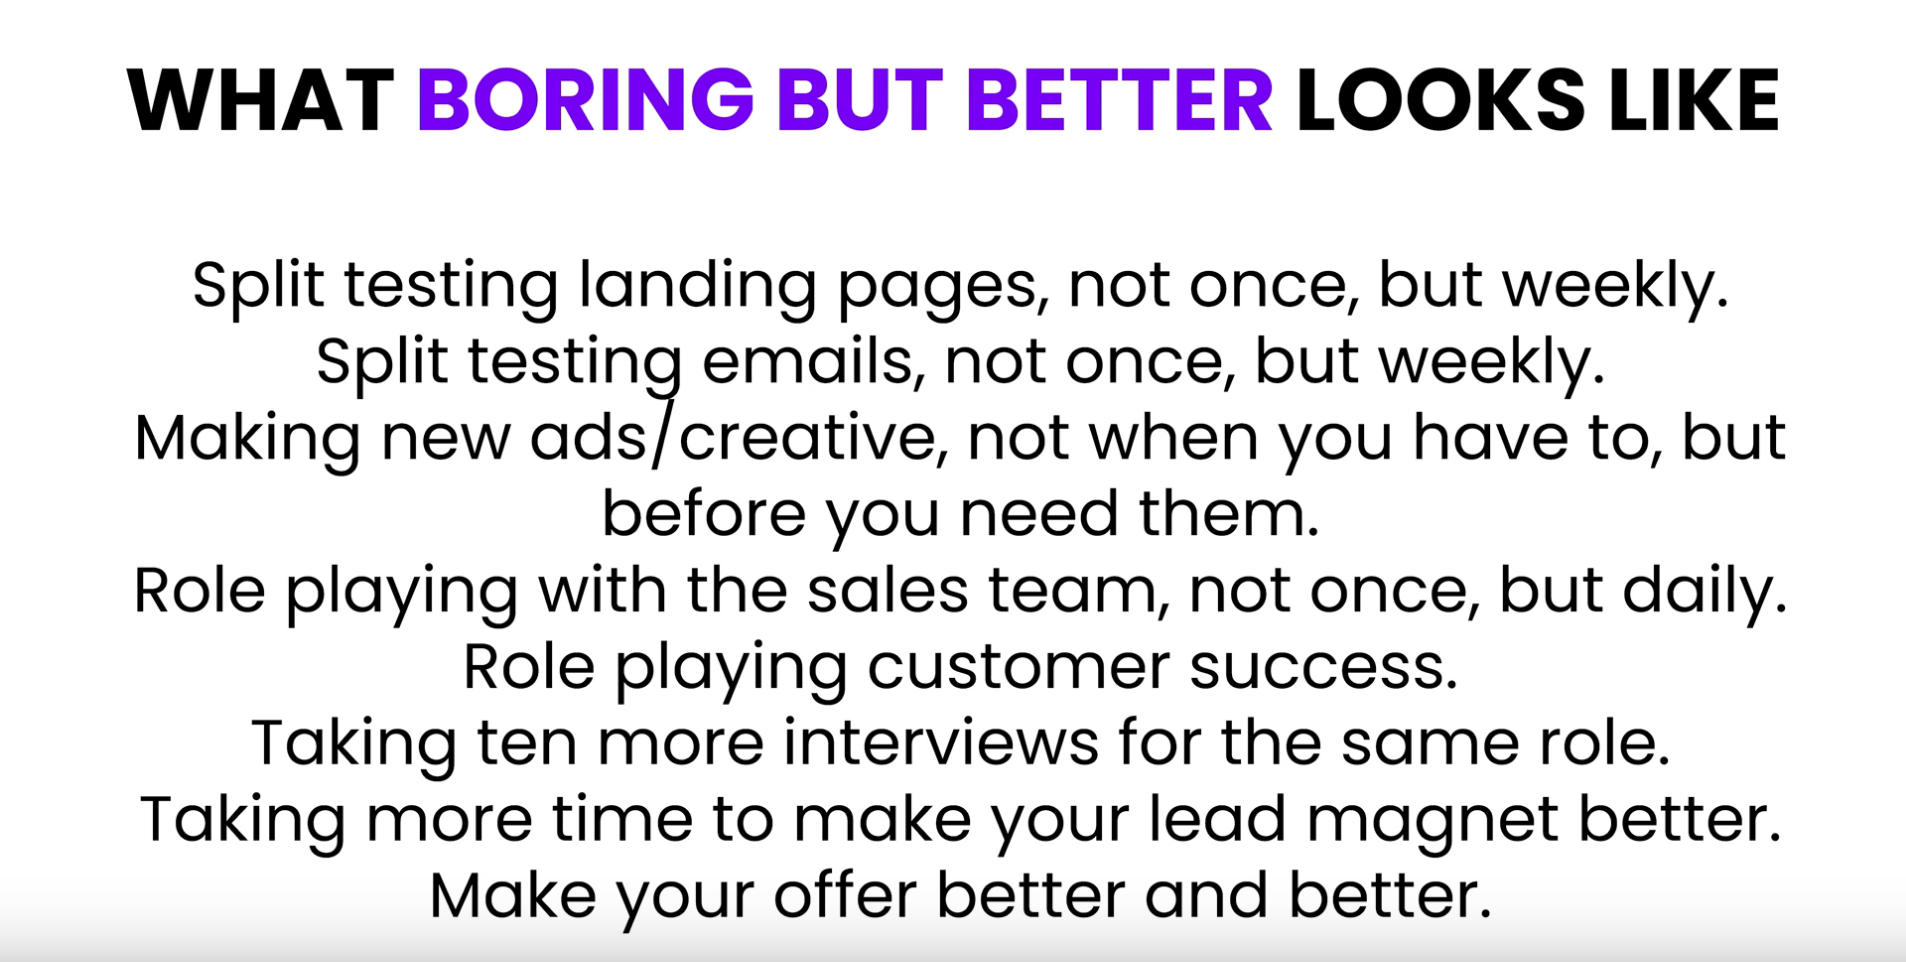 WHAT BORING BUT BETTER LOOKS LIKE
Split testing landing pages, not once, but weekly.
Split testing emails, not once, but weekly.
Making new ads/creative, not when you have to, but
before you need them.
Role playing with the sales team, not once, but daily.
Role playing customer success.
Taking ten more interviews for the same role.
Taking more time to make your lead magnet better.
Make your offer better and better.